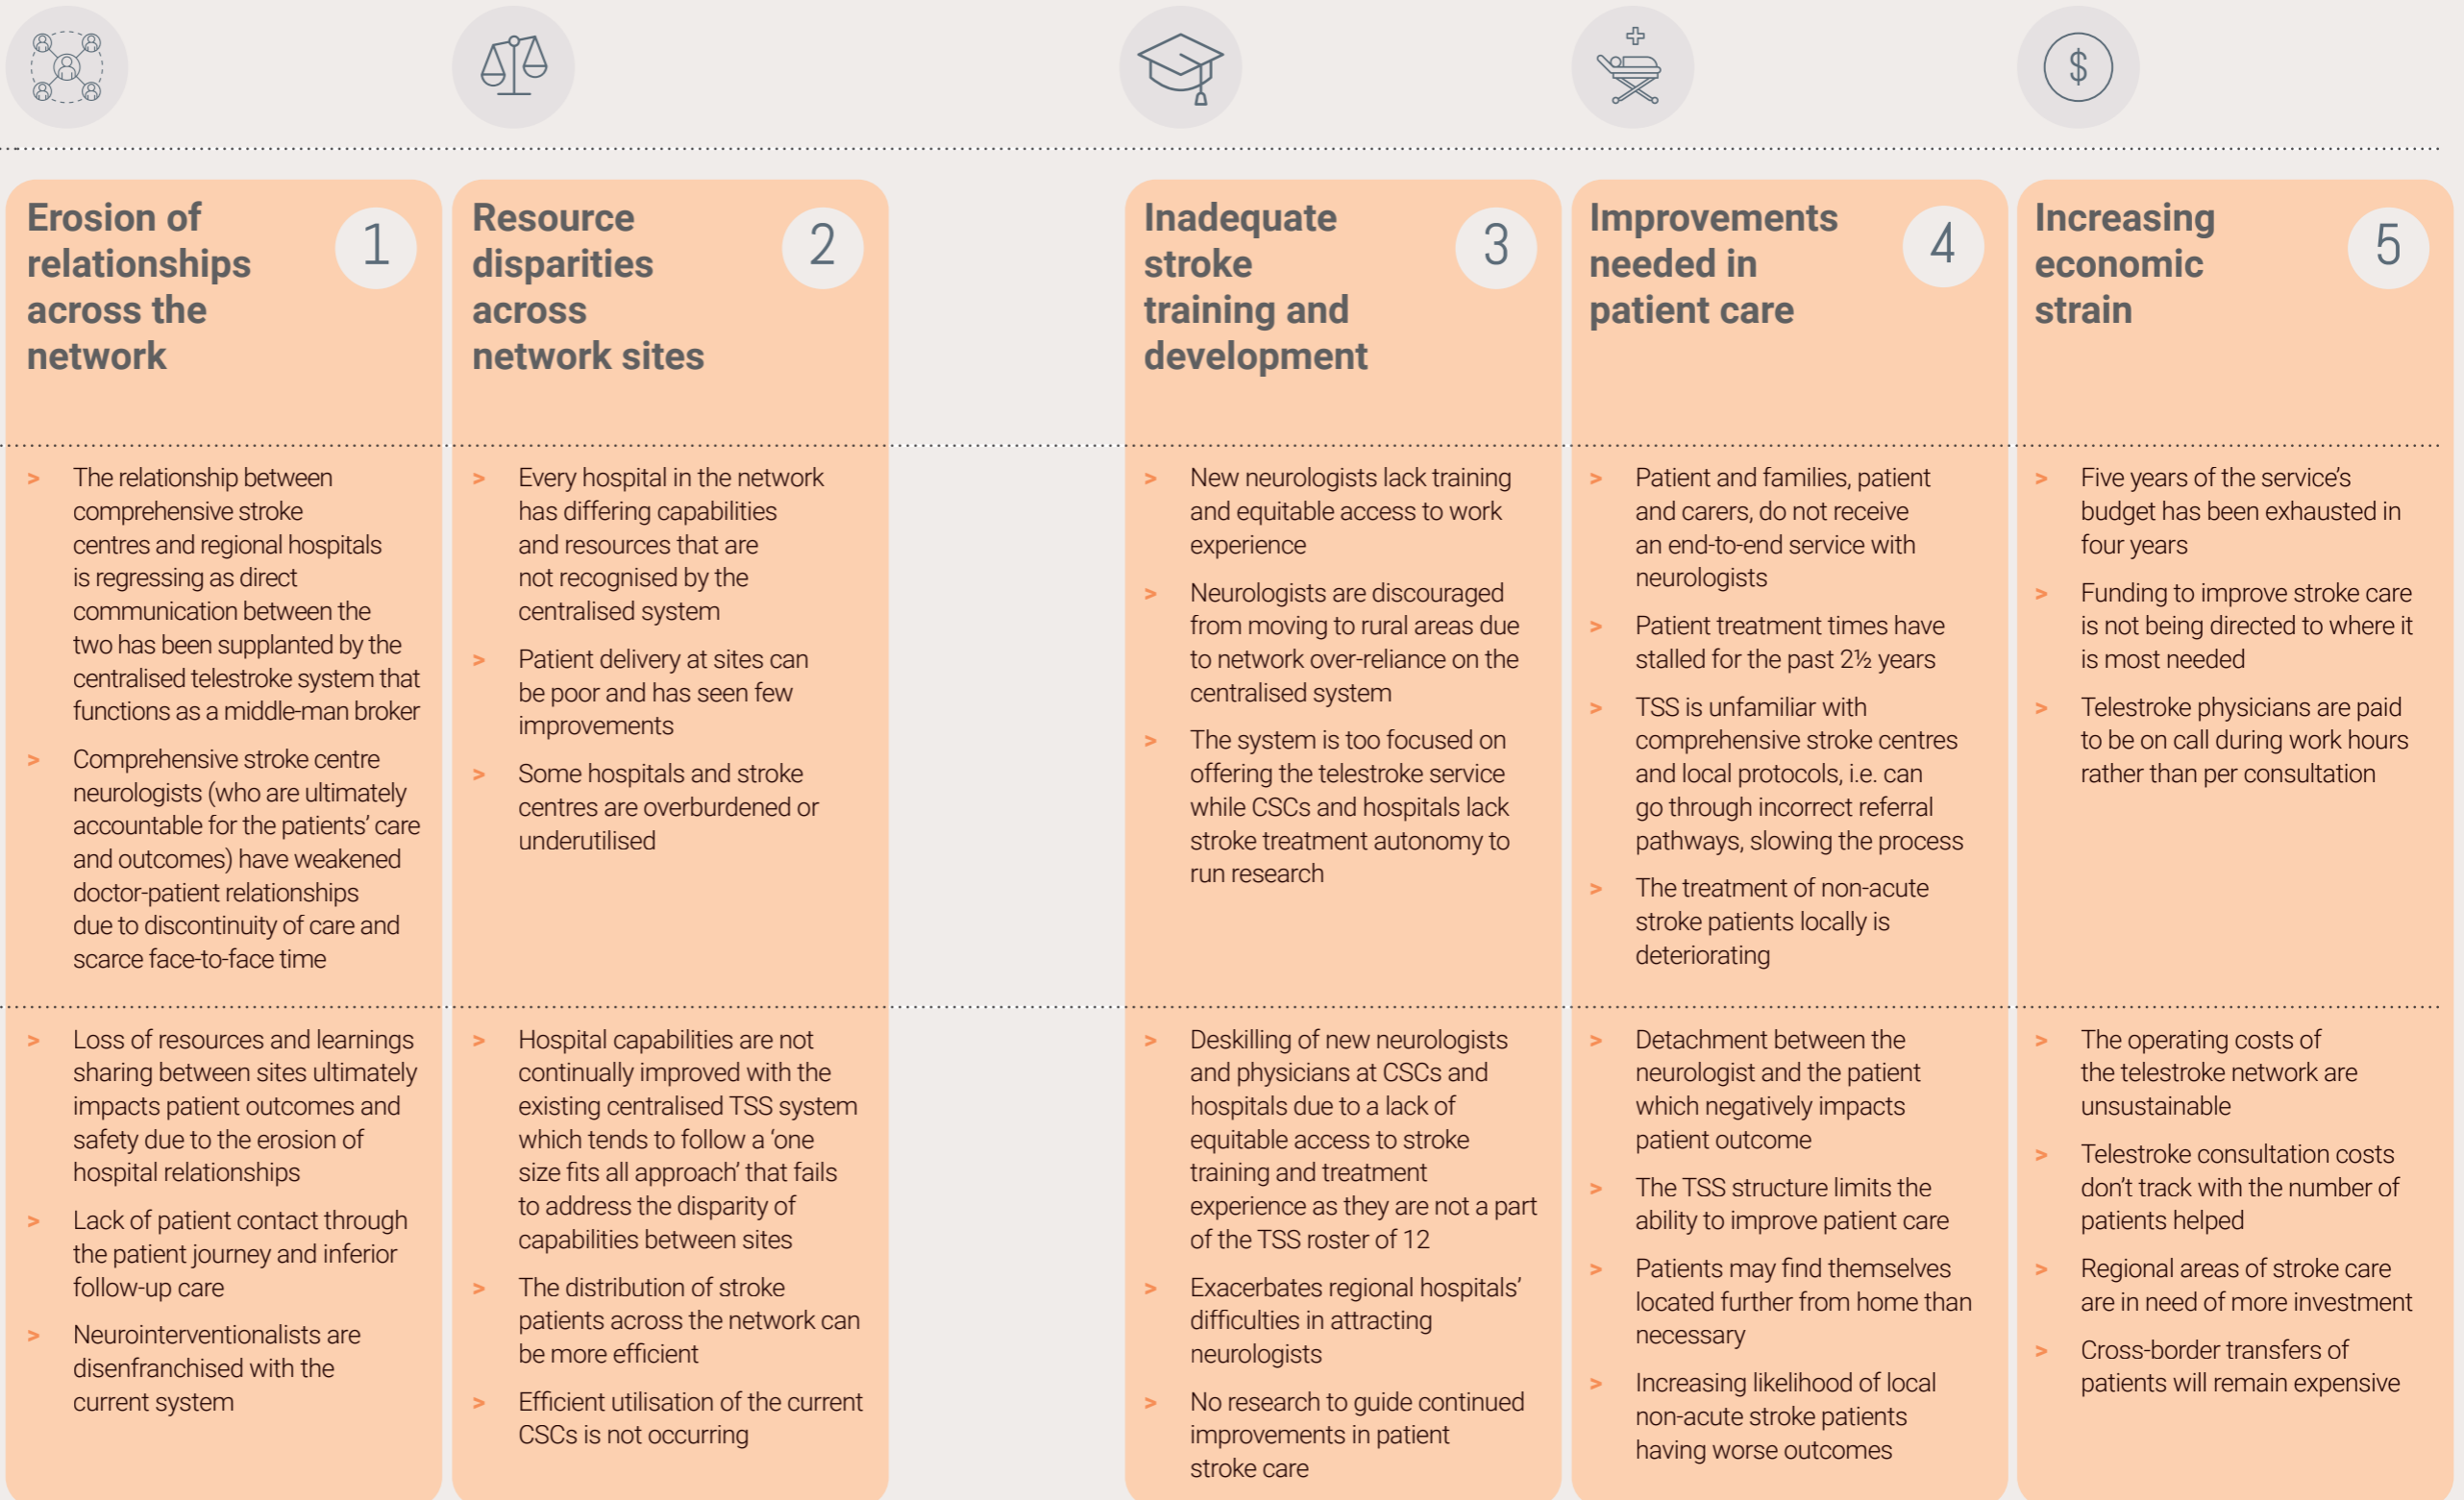 $
Erosion of
relationships
across the
network
1
Resource
disparities
across
network sites
2
Inadequate
stroke
training and
development
3
Improvements
needed in
patient care
4
Increasing
economic
strain
5
> The relationship between
comprehensive stroke
centres and regional hospitals
is regressing as direct
communication between the
two has been supplanted by the
centralised telestroke system that
functions as a middle-man broker
> Comprehensive stroke centre
neurologists (who are ultimately
accountable for the patients’ care
and outcomes) have weakened
doctor-patient relationships
due to discontinuity of care and
scarce face-to-face time
> Every hospital in the network
has differing capabilities
and resources that are
not recognised by the
centralised system
> Patient delivery at sites can
be poor and has seen few
improvements
> Some hospitals and stroke
centres are overburdened or
underutilised
> New neurologists lack training
and equitable access to work
experience
> Neurologists are discouraged
from moving to rural areas due
to network over-reliance on the
centralised system
> The system is too focused on
offering the telestroke service
while CSCs and hospitals lack
stroke treatment autonomy to
run research
> Patient and families, patient
and carers, do not receive
an end-to-end service with
neurologists
> Patient treatment times have
stalled for the past 2½ years
> TSS is unfamiliar with
comprehensive stroke centres
and local protocols, i.e. can
go through incorrect referral
pathways, slowing the process
> The treatment of non-acute
stroke patients locally is
deteriorating
> Five years of the service’s
budget has been exhausted in
four years
> Funding to improve stroke care
is not being directed to where it
is most needed
> Telestroke physicians are paid
to be on call during work hours
rather than per consultation
> Loss of resources and learnings
sharing between sites ultimately
impacts patient outcomes and
safety due to the erosion of
hospital relationships
> Lack of patient contact through
the patient journey and inferior
follow-up care
> Neurointerventionalists are
disenfranchised with the
current system
> Hospital capabilities are not
continually improved with the
existing centralised TSS system
which tends to follow a ‘one
size fits all approach’ that fails
to address the disparity of
capabilities between sites
> The distribution of stroke
patients across the network can
be more efficient
> Efficient utilisation of the current
CSCs is not occurring
> Deskilling of new neurologists
and physicians at CSCs and
hospitals due to a lack of
equitable access to stroke
training and treatment
experience as they are not a part
of the TSS roster of 12
> Exacerbates regional hospitals’
difficulties in attracting
neurologists
> No research to guide continued
improvements in patient
stroke care
> Detachment between the
neurologist and the patient
which negatively impacts
patient outcome
> The TSS structure limits the
ability to improve patient care
> Patients may find themselves
located further from home than
necessary
> Increasing likelihood of local
non-acute stroke patients
having worse outcomes
> The operating costs of
the telestroke network are
unsustainable
> Telestroke consultation costs
don’t track with the number of
patients helped
> Regional areas of stroke care
are in need of more investment
> Cross-border transfers of
patients will remain expensive